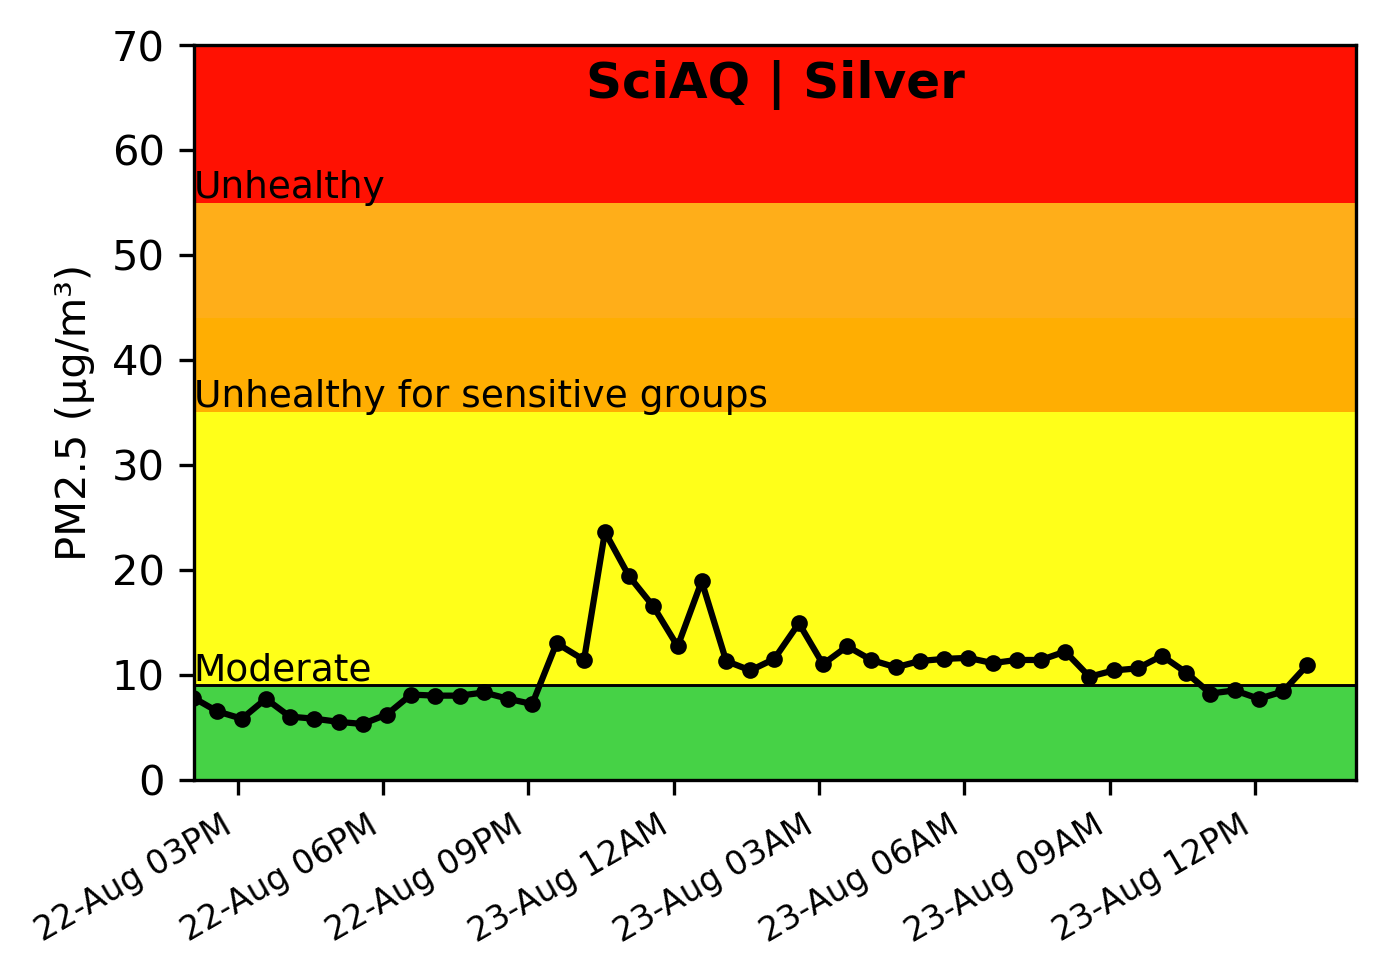 SciAQ | Silver
70
60
50
40
30
20
10
0
PM2.5 (µg/m³)
Unhealthy
Unhealthy for sensitive groups
Moderate
22-Aug 03PM
22-Aug 06PM
22-Aug 09PM
23-Aug 12AM
23-Aug 03AM
23-Aug 06AM
23-Aug 09AM
23-Aug 12PM